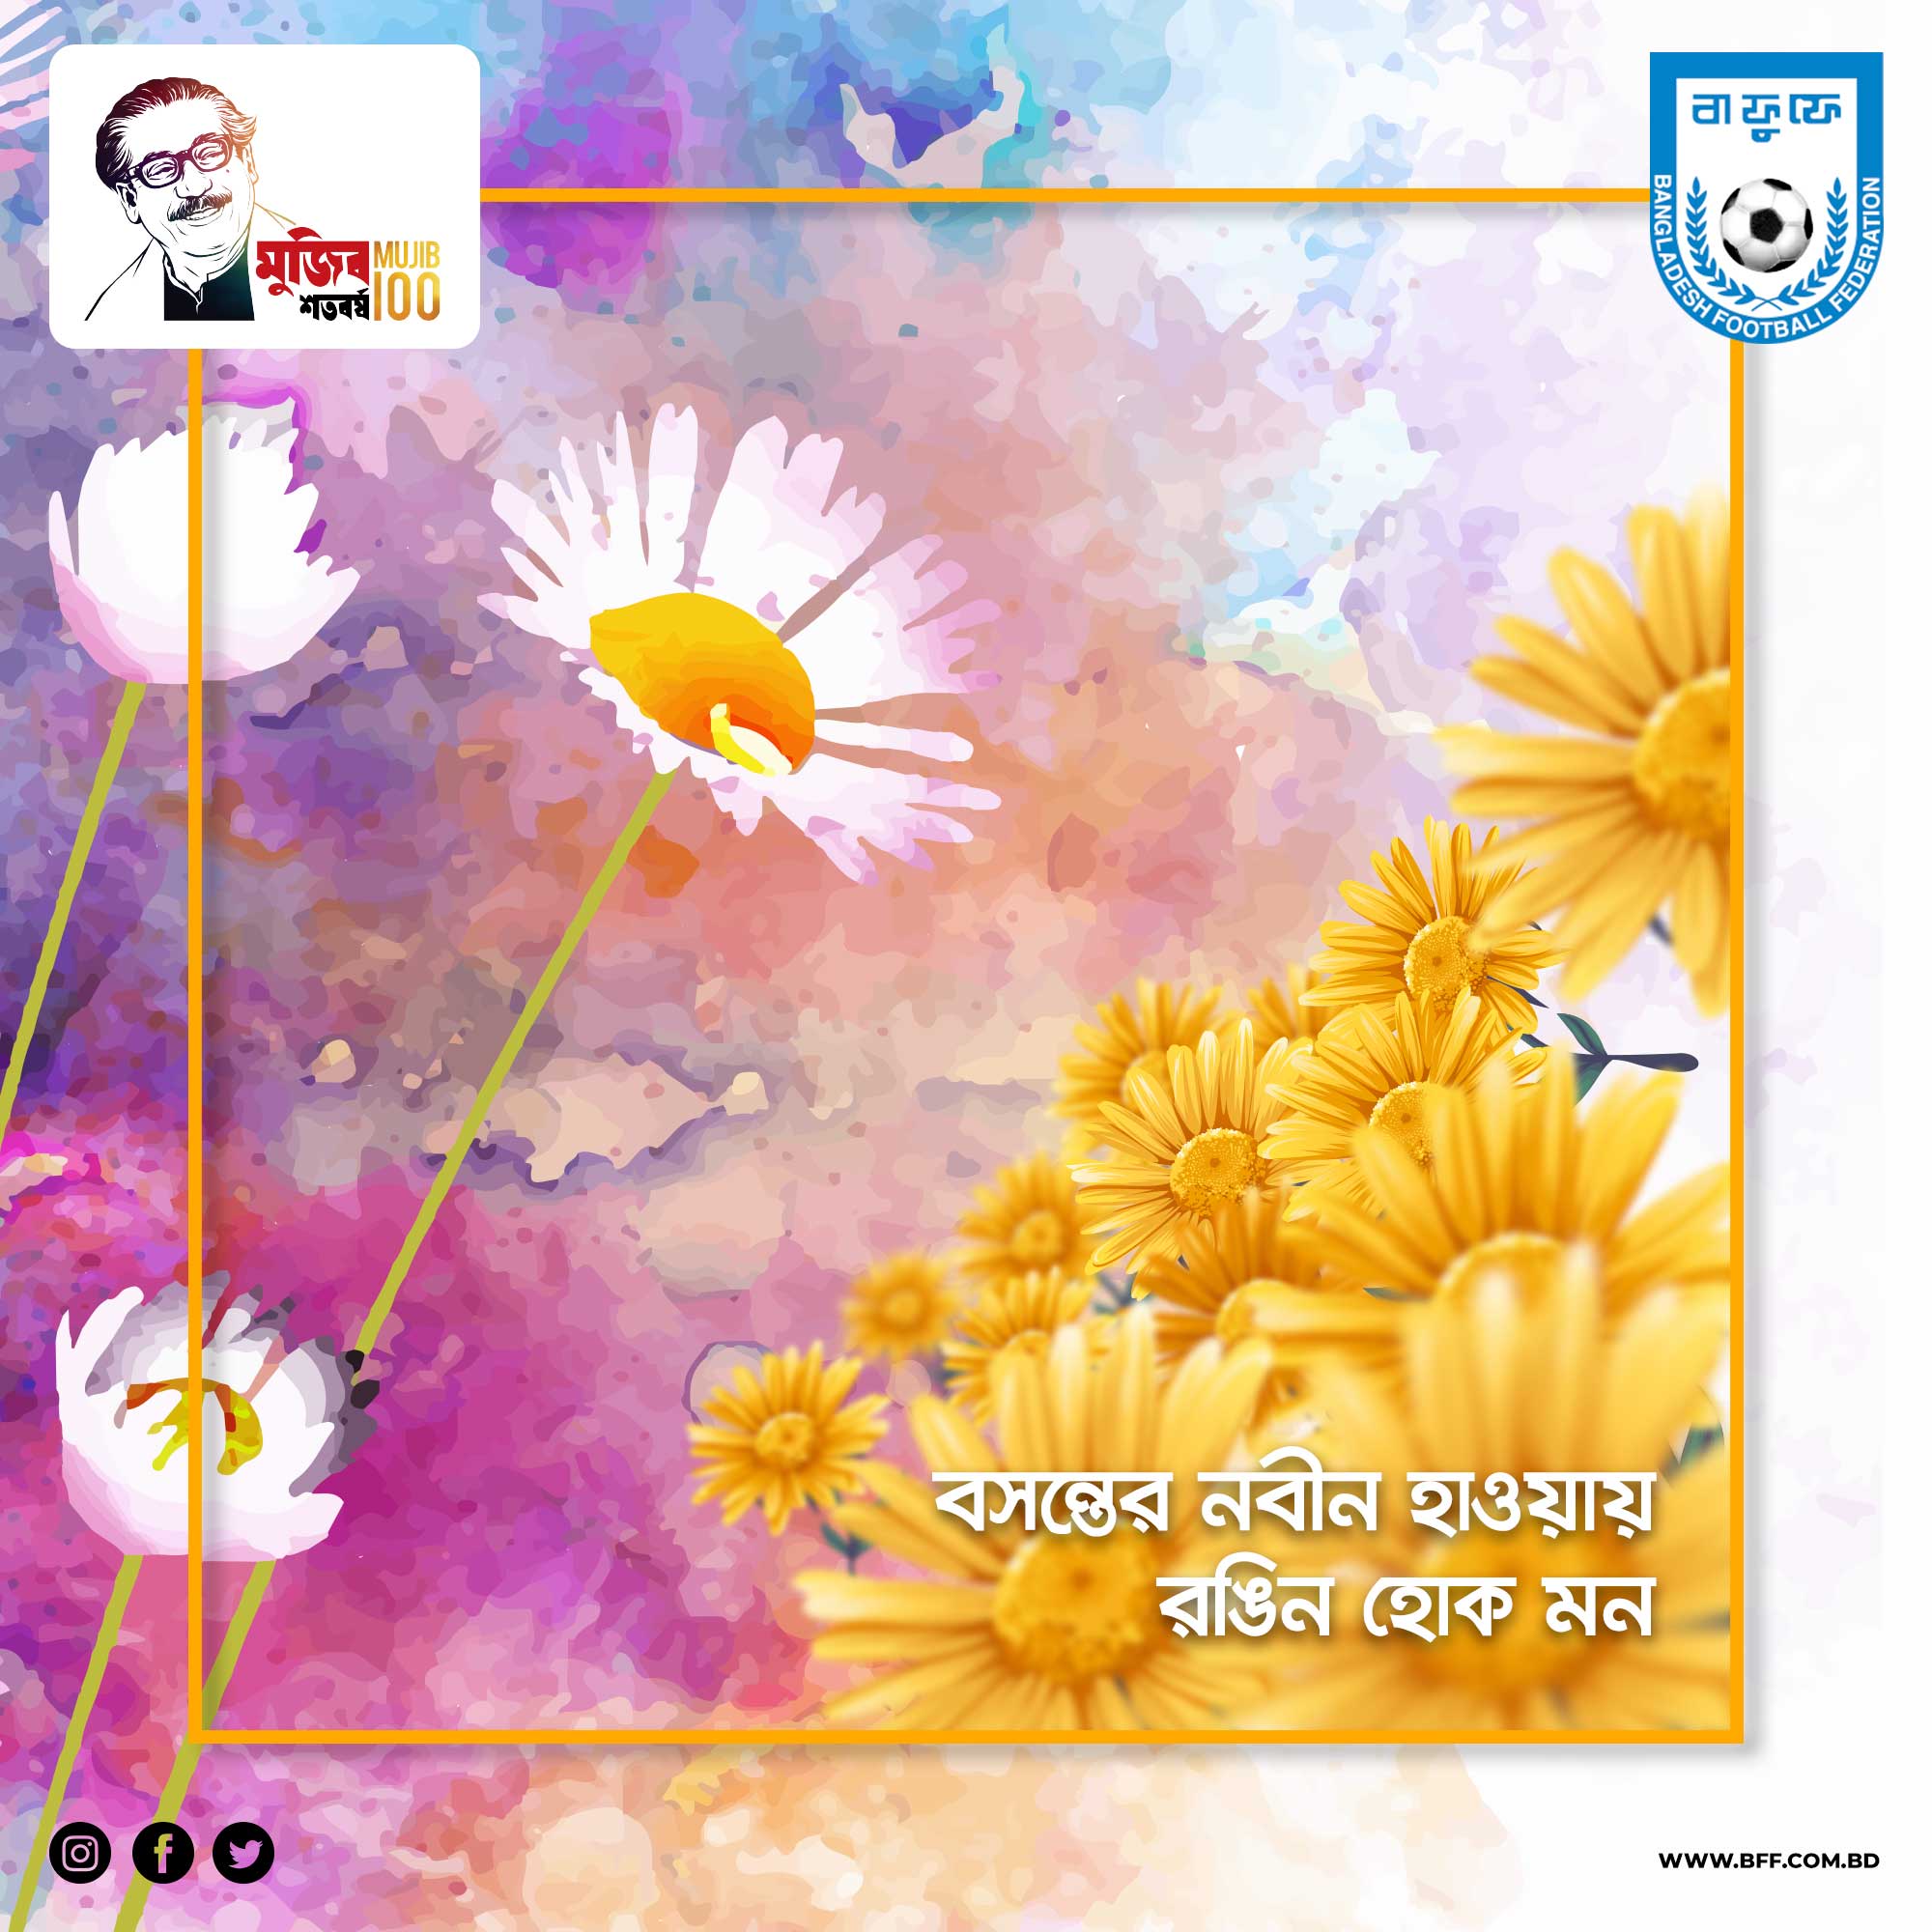 মুজিব
শতবর্ষ
MUJIB
100
বা ফু ফে
BANGLADESH FOOTBALL FEDERATION
বসন্তের নবীন হাওয়ায়
রঙিন হোক মন
WWW.BFF.COM.BD